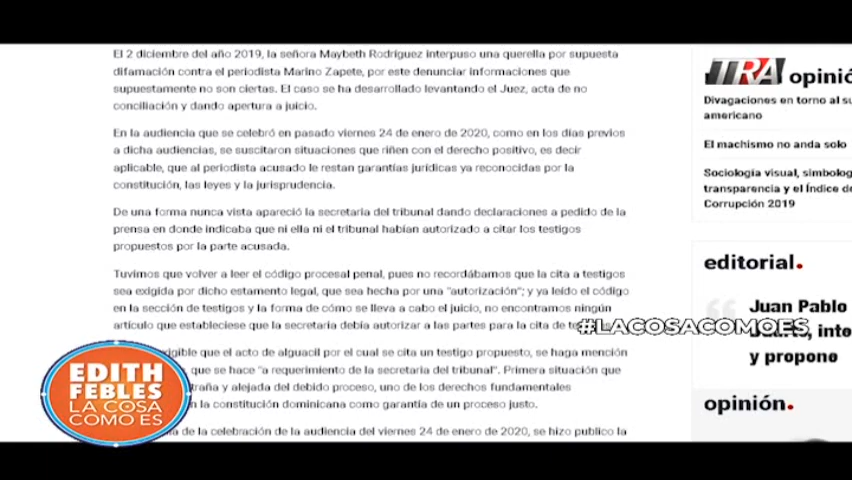 El 2 diciembre del año 2019, la señora Maybeth Rodríguez interpuso una querella por supuesta
difamación contra el periodista Marino Zapete, por este denunciar informaciones que
supuestamente no son ciertas. El caso se ha desarrollado levantando el Juez, acta de no
conciliación y dando apertura a juicio.
En la audiencia que se celebró en pasado viernes 24 de enero de 2020, como en los días previos
a dicha audiencias, se suscitaron situaciones que riñen con el derecho positivo, es decir
aplicable, que al periodista acusado le restan garantías jurídicas ya reconocidas por la
constitución, las leyes y la jurisprudencia.
De una forma nunca vista apareció la secretaria del tribunal dando declaraciones a pedido de la
prensa en donde indicaba que ni ella ni el tribunal habían autorizado a citar los testigos
propuestos por la parte acusada.
Tuvimos que volver a leer el código procesal penal, pues no recordábamos que la cita a testigos
sea exigida por dicho estamento legal, que sea hecha por una "autorización"; y ya leído el código
en la sección de testigos y la forma de cómo se lleva a cabo el juicio, no encontramos ningún
artículo que estableciese que la secretaria debía autorizar a las partes para la cita de
exigible que el acto de alguacil por el cual se cita un testigo propuesto, se haga mención
que se hace "a requerimiento de la secretaria del tribunal". Primera situación que
y alejada del debido proceso, uno de los derechos fundamentales
la constitución dominicana como garantía de un proceso justo.
de la celebración de la audiencia del viernes 24 de enero de 2020, se hizo publico la
TRA opinió
Divagaciones en torno al su
americano
El machismo no anda solo
Sociología visual, simbolog
transparencia y el Índice de
Corrupción 2019
editorial.
Juan Pablo
inte
y propono
opinión.
#LACOSACOMOES
EDITH
FEBLES
LA COSA
COMO ES